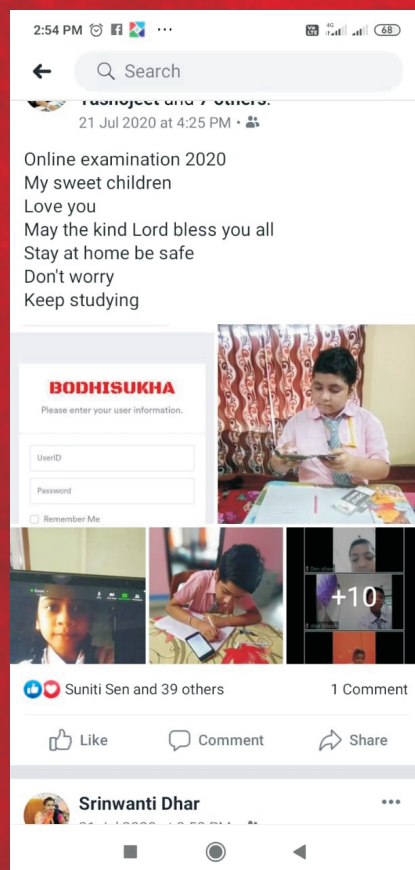 2:54 PM
4G
68
Search
21 Jul 2020 at 4:25 PM
Online examination 2020
My sweet children
Love you
May the kind Lord bless you all
Stay at home be safe
Don't worry
Keep studying
BODHISUKHA
Please enter your user information.
UserID
Password
Remember Me
+10
Suniti Sen and 39 others
1 Comment
Like
Comment
Share
Srinwanti Dhar